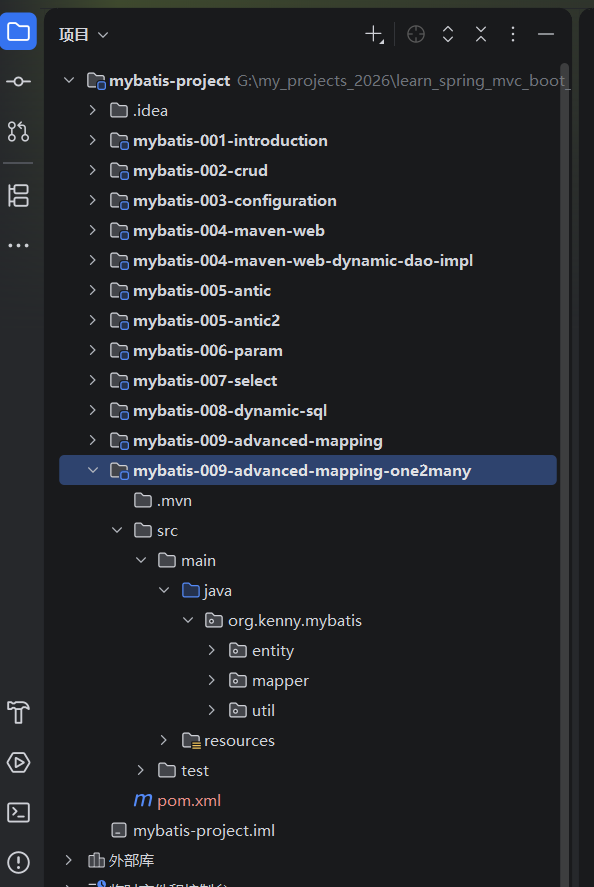 项目
mybatis-project G:\my_projects_2026\learn_spring_mvc_boot_
.idea
mybatis-001-introduction
mybatis-002-crud
mybatis-003-configuration
mybatis-004-maven-web
mybatis-004-maven-web-dynamic-dao-impl
mybatis-005-antic
mybatis-005-antic2
mybatis-006-param
mybatis-007-select
mybatis-008-dynamic-sql
mybatis-009-advanced-mapping
mybatis-009-advanced-mapping-one2many
.mvn
src
main
java
org.kenny.mybatis
entity
mapper
util
resources
test
m pom.xml
mybatis-project.iml
外部库